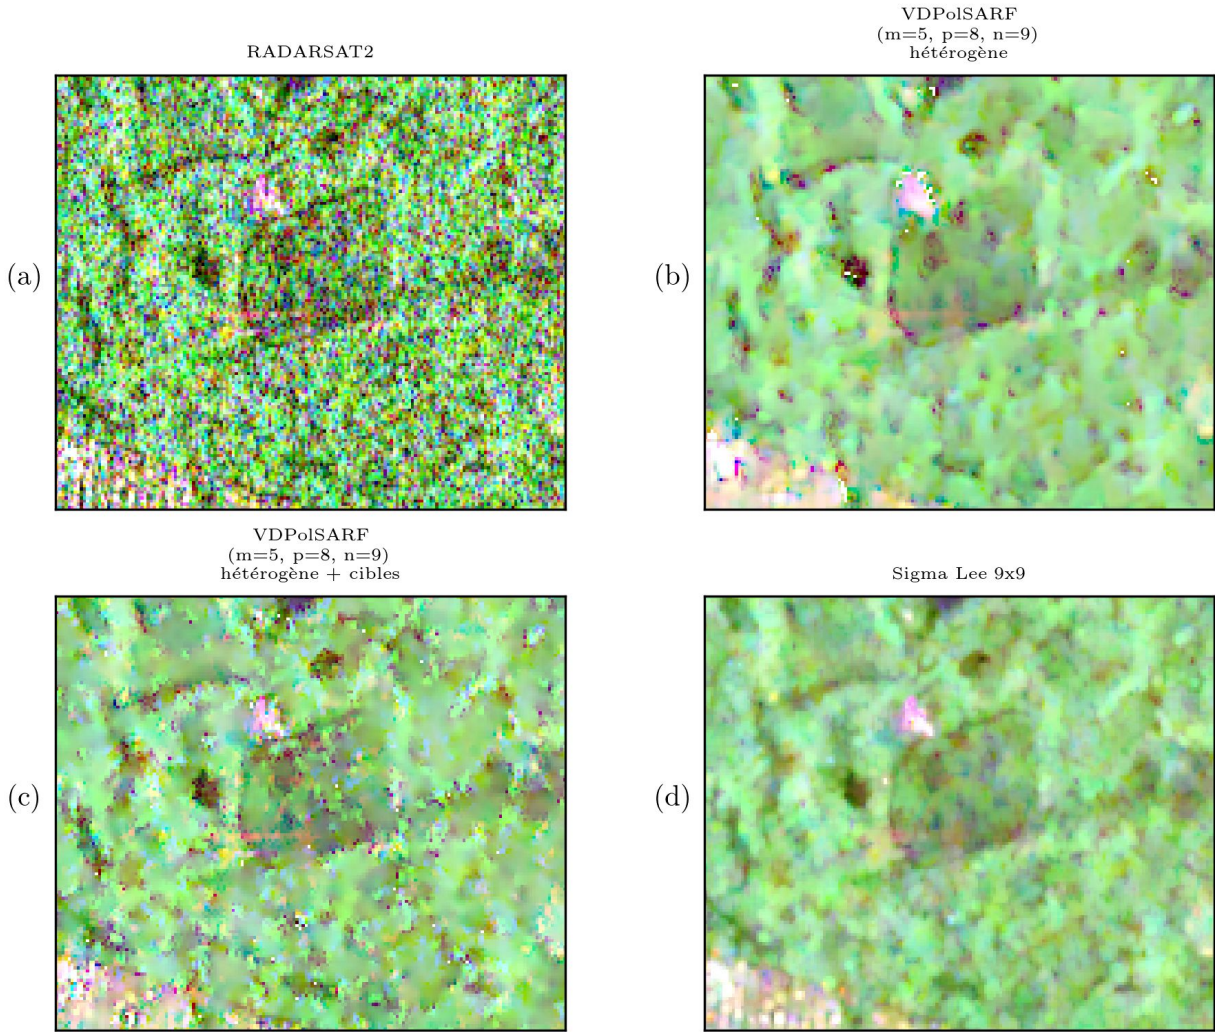 RADARSAT2
(a)
VDPolSARF
(m=5, p=8, n=9)
hétérogène
(b)
VDPolSARF
(m=5, p=8, n=9)
hétérogène + cibles
(c)
Sigma Lee 9x9
(d)